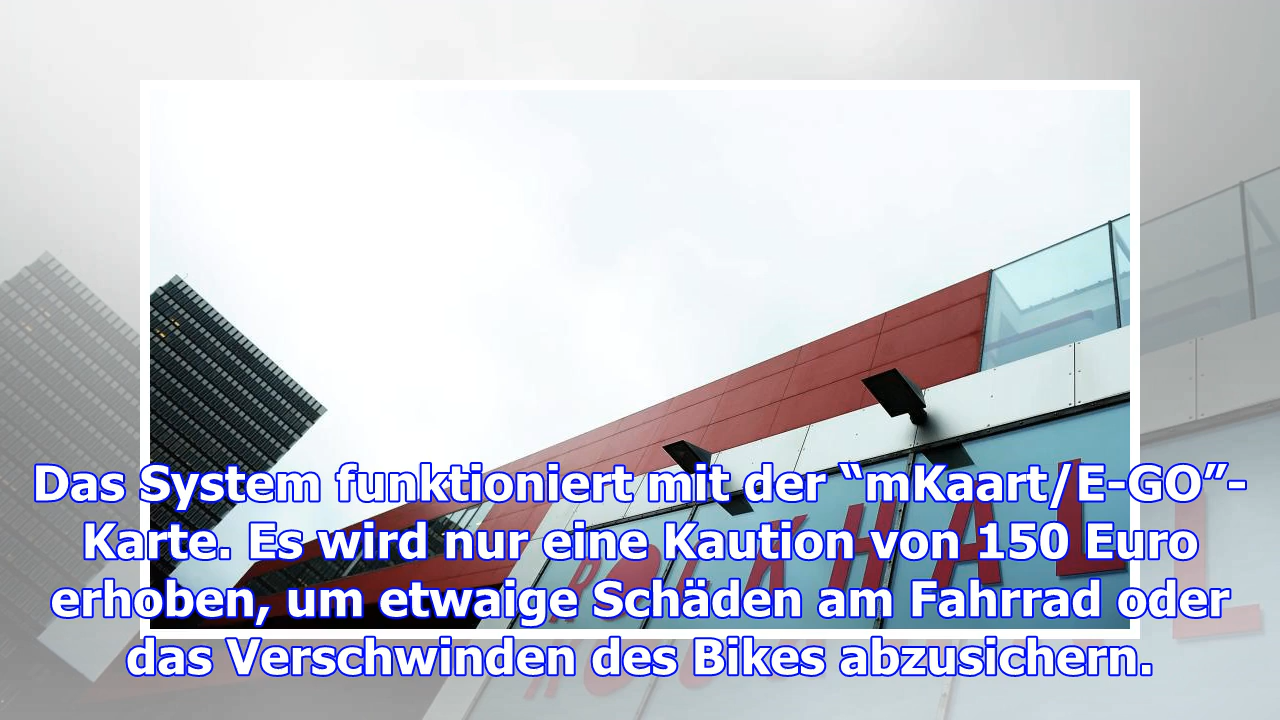 Das System funktioniert mit der “mKaart/E-GO”-
Karte. Es wird nur eine Kaution von 150 Euro
erhoben, um etwaige Schäden am Fahrrad oder
das Verschwinden des Bikes abzusichern.
ROCKHAL